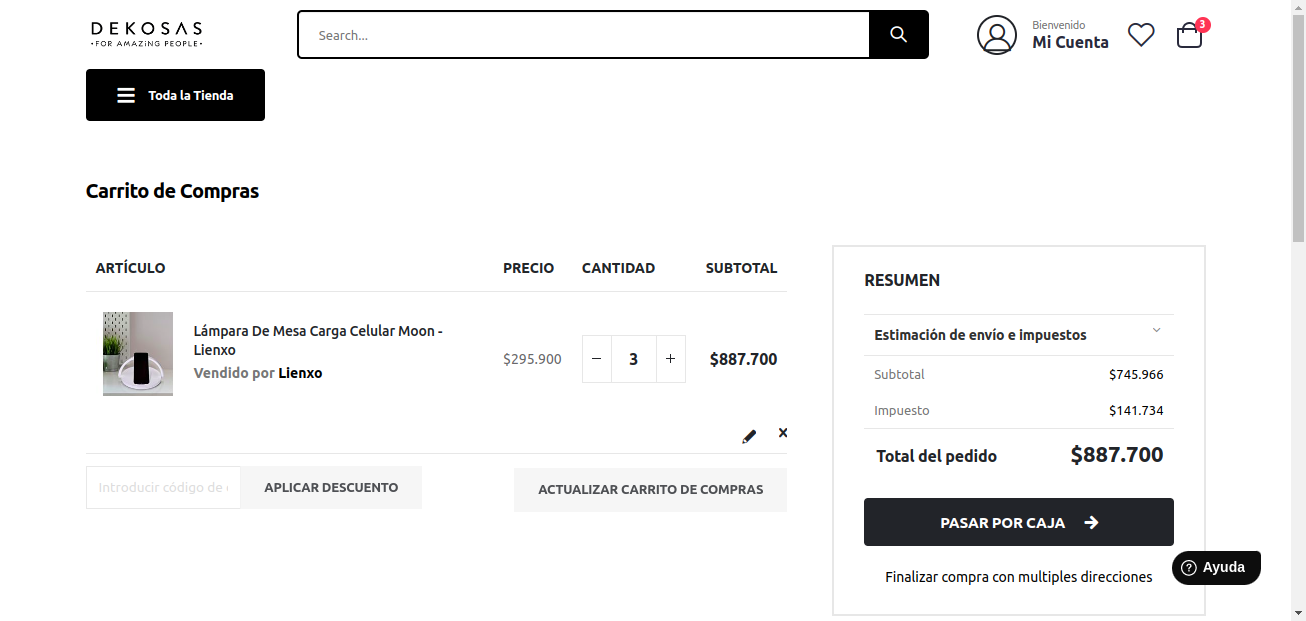 DEKOSAS
•FOR AMAZING PEOPLE•
Search...
Bienvenido
Mi Cuenta
3
Toda la Tienda
Carrito de Compras
ARTÍCULO PRECIO CANTIDAD SUBTOTAL
Lámpara De Mesa Carga Celular Moon -
Lienxo
Vendido por Lienxo
$295.900
− 3 +
$887.700
Introducir código de
APLICAR DESCUENTO
ACTUALIZAR CARRITO DE COMPRAS
RESUMEN
Estimación de envío e impuestos
Subtotal $745.966
Impuesto $141.734
Total del pedido $887.700
PASAR POR CAJA
Finalizar compra con multiples direcciones
? Ayuda